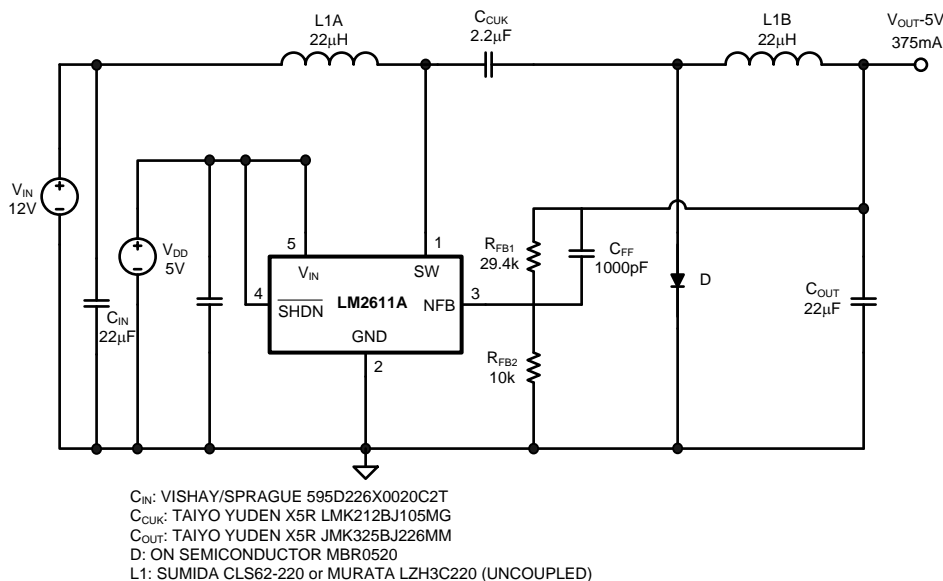 L1A
22μH
CCUK
2.2μF
L1B
22μH
VOUT-5V
375mA
VIN
12V
VDD
5V
CIN
22μF
5
1
VIN
SW
4
SHDN
LM2611A
NFB
3
GND
2
RFB1
29.4k
CFF
1000pF
RFB2
10k
D
COUT
22μF
CIN: VISHAY/SPRAGUE 595D226X0020C2T
CCUK: TAIYO YUDEN X5R LMK212BJ105MG
COUT: TAIYO YUDEN X5R JMK325BJ226MM
D: ON SEMICONDUCTOR MBR0520
L1: SUMIDA CLS62-220 or MURATA LZH3C220 (UNCOUPLED)